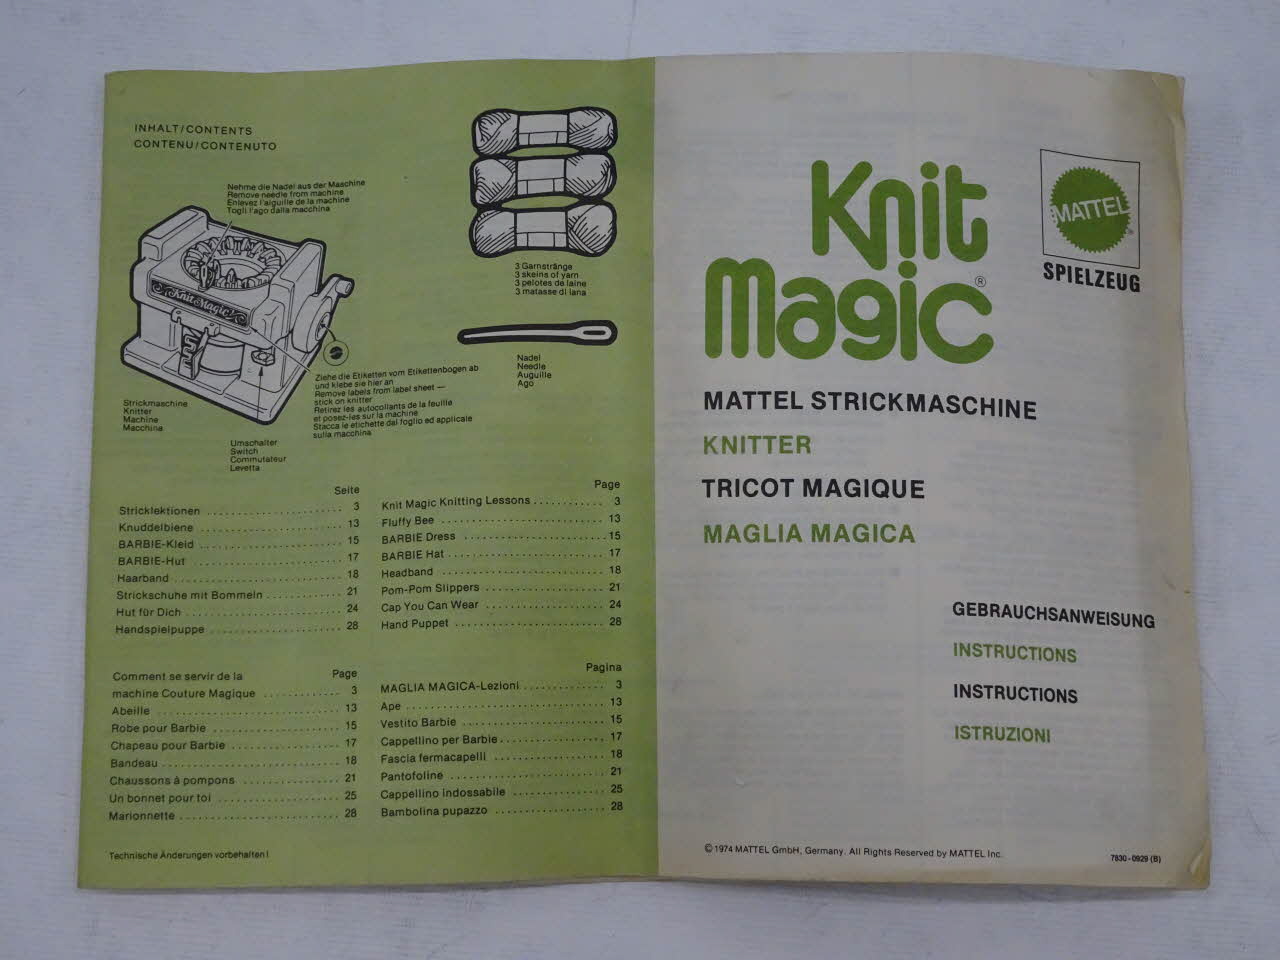 INHALT/CONTENTS
CONTENU/CONTENUTO
Nehme die Nadel aus der Maschine
Remove needle from machine
Enlevez l'aiguille de la machine
Togli l'ago dalla macchina
Knit Magic
3 Garnstränge
3 skeins of yarn
3 pelotes de laine
3 matasse di lana
Nadel
Needle
Auguille
Ago
Ziehe die Etiketten vom Etikettenbogen ab
und klebe sie hier an
Remove labels from label sheet —
stick on knitter
Retirez les autocollants de la feuille
et posez-les sur la machine
Stacca le etichette dal foglio ed applicale
sulla macchina
Strickmaschine
Knitter
Machine
Macchina
Umschalter
Switch
Commutateur
Levetta
Seite
Stricklektionen 3
Knuddelbiene 13
BARBIE-Kleid 15
BARBIE-Hut 17
Haarband 18
Strickschuhe mit Bommeln 21
Hut für Dich 24
Handspielpuppe 28
Page
Knit Magic Knitting Lessons 3
Fluffy Bee 13
BARBIE Dress 15
BARBIE Hat 17
Headband 18
Pom-Pom Slippers 21
Cap You Can Wear 24
Hand Puppet 28
Comment se servir de la Page
machine Couture Magique 3
Abeille 13
Robe pour Barbie 15
Chapeau pour Barbie 17
Bandeau 18
Chaussons à pompons 21
Un bonnet pour toi 25
Marionnette 28
Pagina
MAGLIA MAGICA-Lezioni 3
Ape 13
Vestito Barbie 15
Cappellino per Barbie 17
Fascia fermacapelli 18
Pantofoline 21
Cappellino indossabile 25
Bambolina pupazzo 28
Technische Änderungen vorbehalten!
Knit
Magic®
MATTEL®
SPIELZEUG
MATTEL STRICKMASCHINE
KNITTER
TRICOT MAGIQUE
MAGLIA MAGICA
GEBRAUCHSANWEISUNG
INSTRUCTIONS
INSTRUCTIONS
ISTRUZIONI
© 1974 MATTEL GmbH, Germany. All Rights Reserved by MATTEL Inc.
7830-0929 (B)